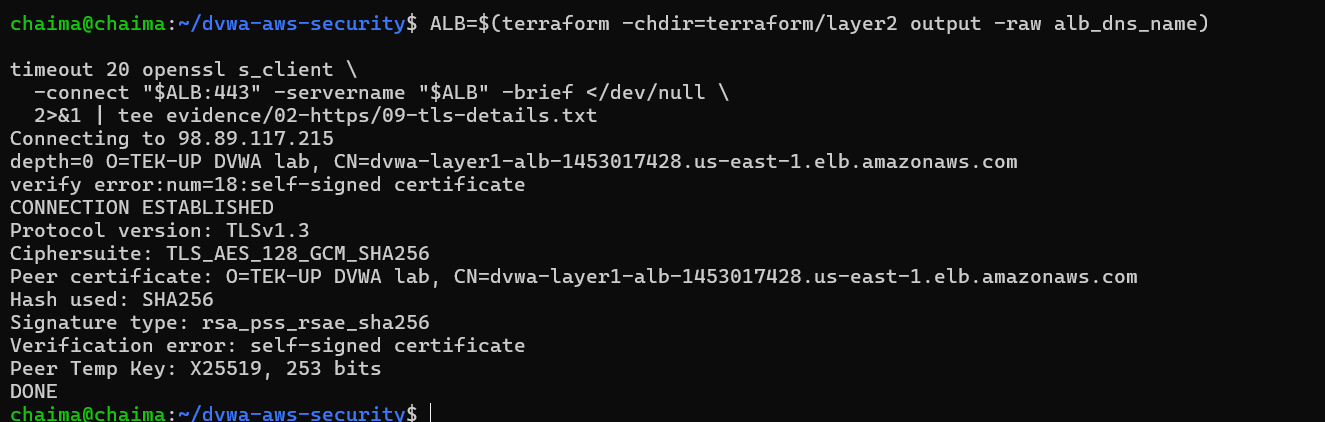 chaima@chaima:~/dvwa-aws-security$ ALB=$(terraform -chdir=terraform/layer2 output -raw alb_dns_name)
timeout 20 openssl s_client \
  -connect "$ALB:443" -servername "$ALB" -brief </dev/null \
  2>&1 | tee evidence/02-https/09-tls-details.txt
Connecting to 98.89.117.215
depth=0 O=TEK-UP DVWA lab, CN=dvwa-layer1-alb-1453017428.us-east-1.elb.amazonaws.com
verify error:num=18:self-signed certificate
CONNECTION ESTABLISHED
Protocol version: TLSv1.3
Ciphersuite: TLS_AES_128_GCM_SHA256
Peer certificate: O=TEK-UP DVWA lab, CN=dvwa-layer1-alb-1453017428.us-east-1.elb.amazonaws.com
Hash used: SHA256
Signature type: rsa_pss_rsae_sha256
Verification error: self-signed certificate
Peer Temp Key: X25519, 253 bits
DONE
chaima@chaima:~/dvwa-aws-security$